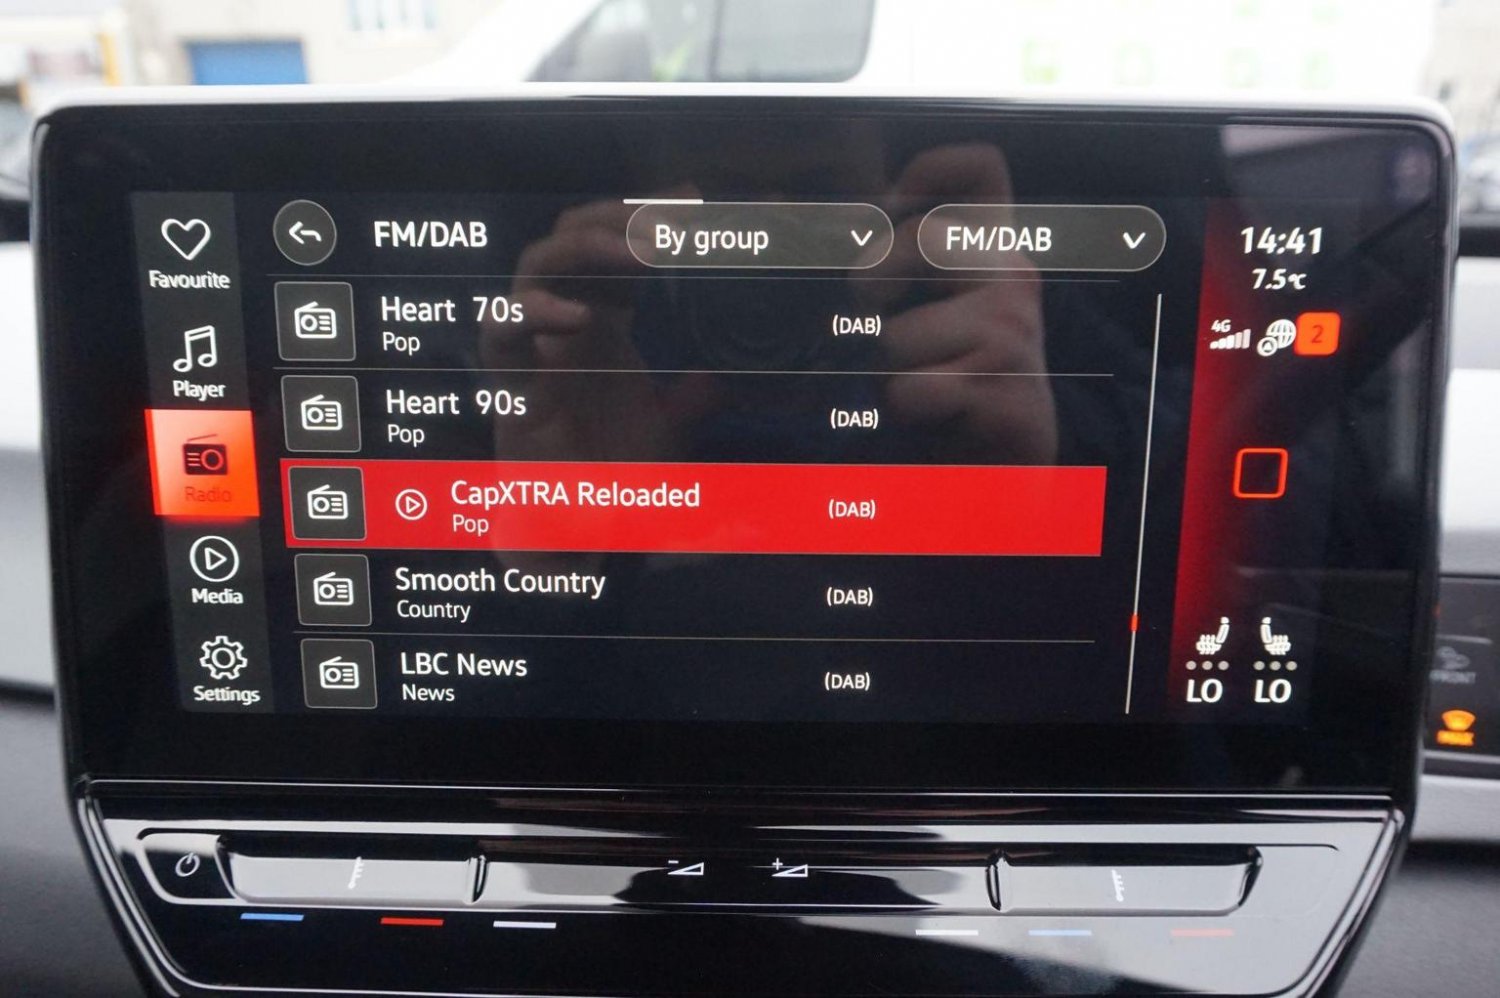 FM/DAB
By group
FM/DAB
14:41
7.5°C
4G
2
Favourite
Player
Radio
Media
Settings
Heart 70s
Pop
(DAB)
Heart 90s
Pop
(DAB)
CapXTRA Reloaded
Pop
(DAB)
Smooth Country
Country
(DAB)
LBC News
News
(DAB)
LO
LO
FRONT
MAX
- +